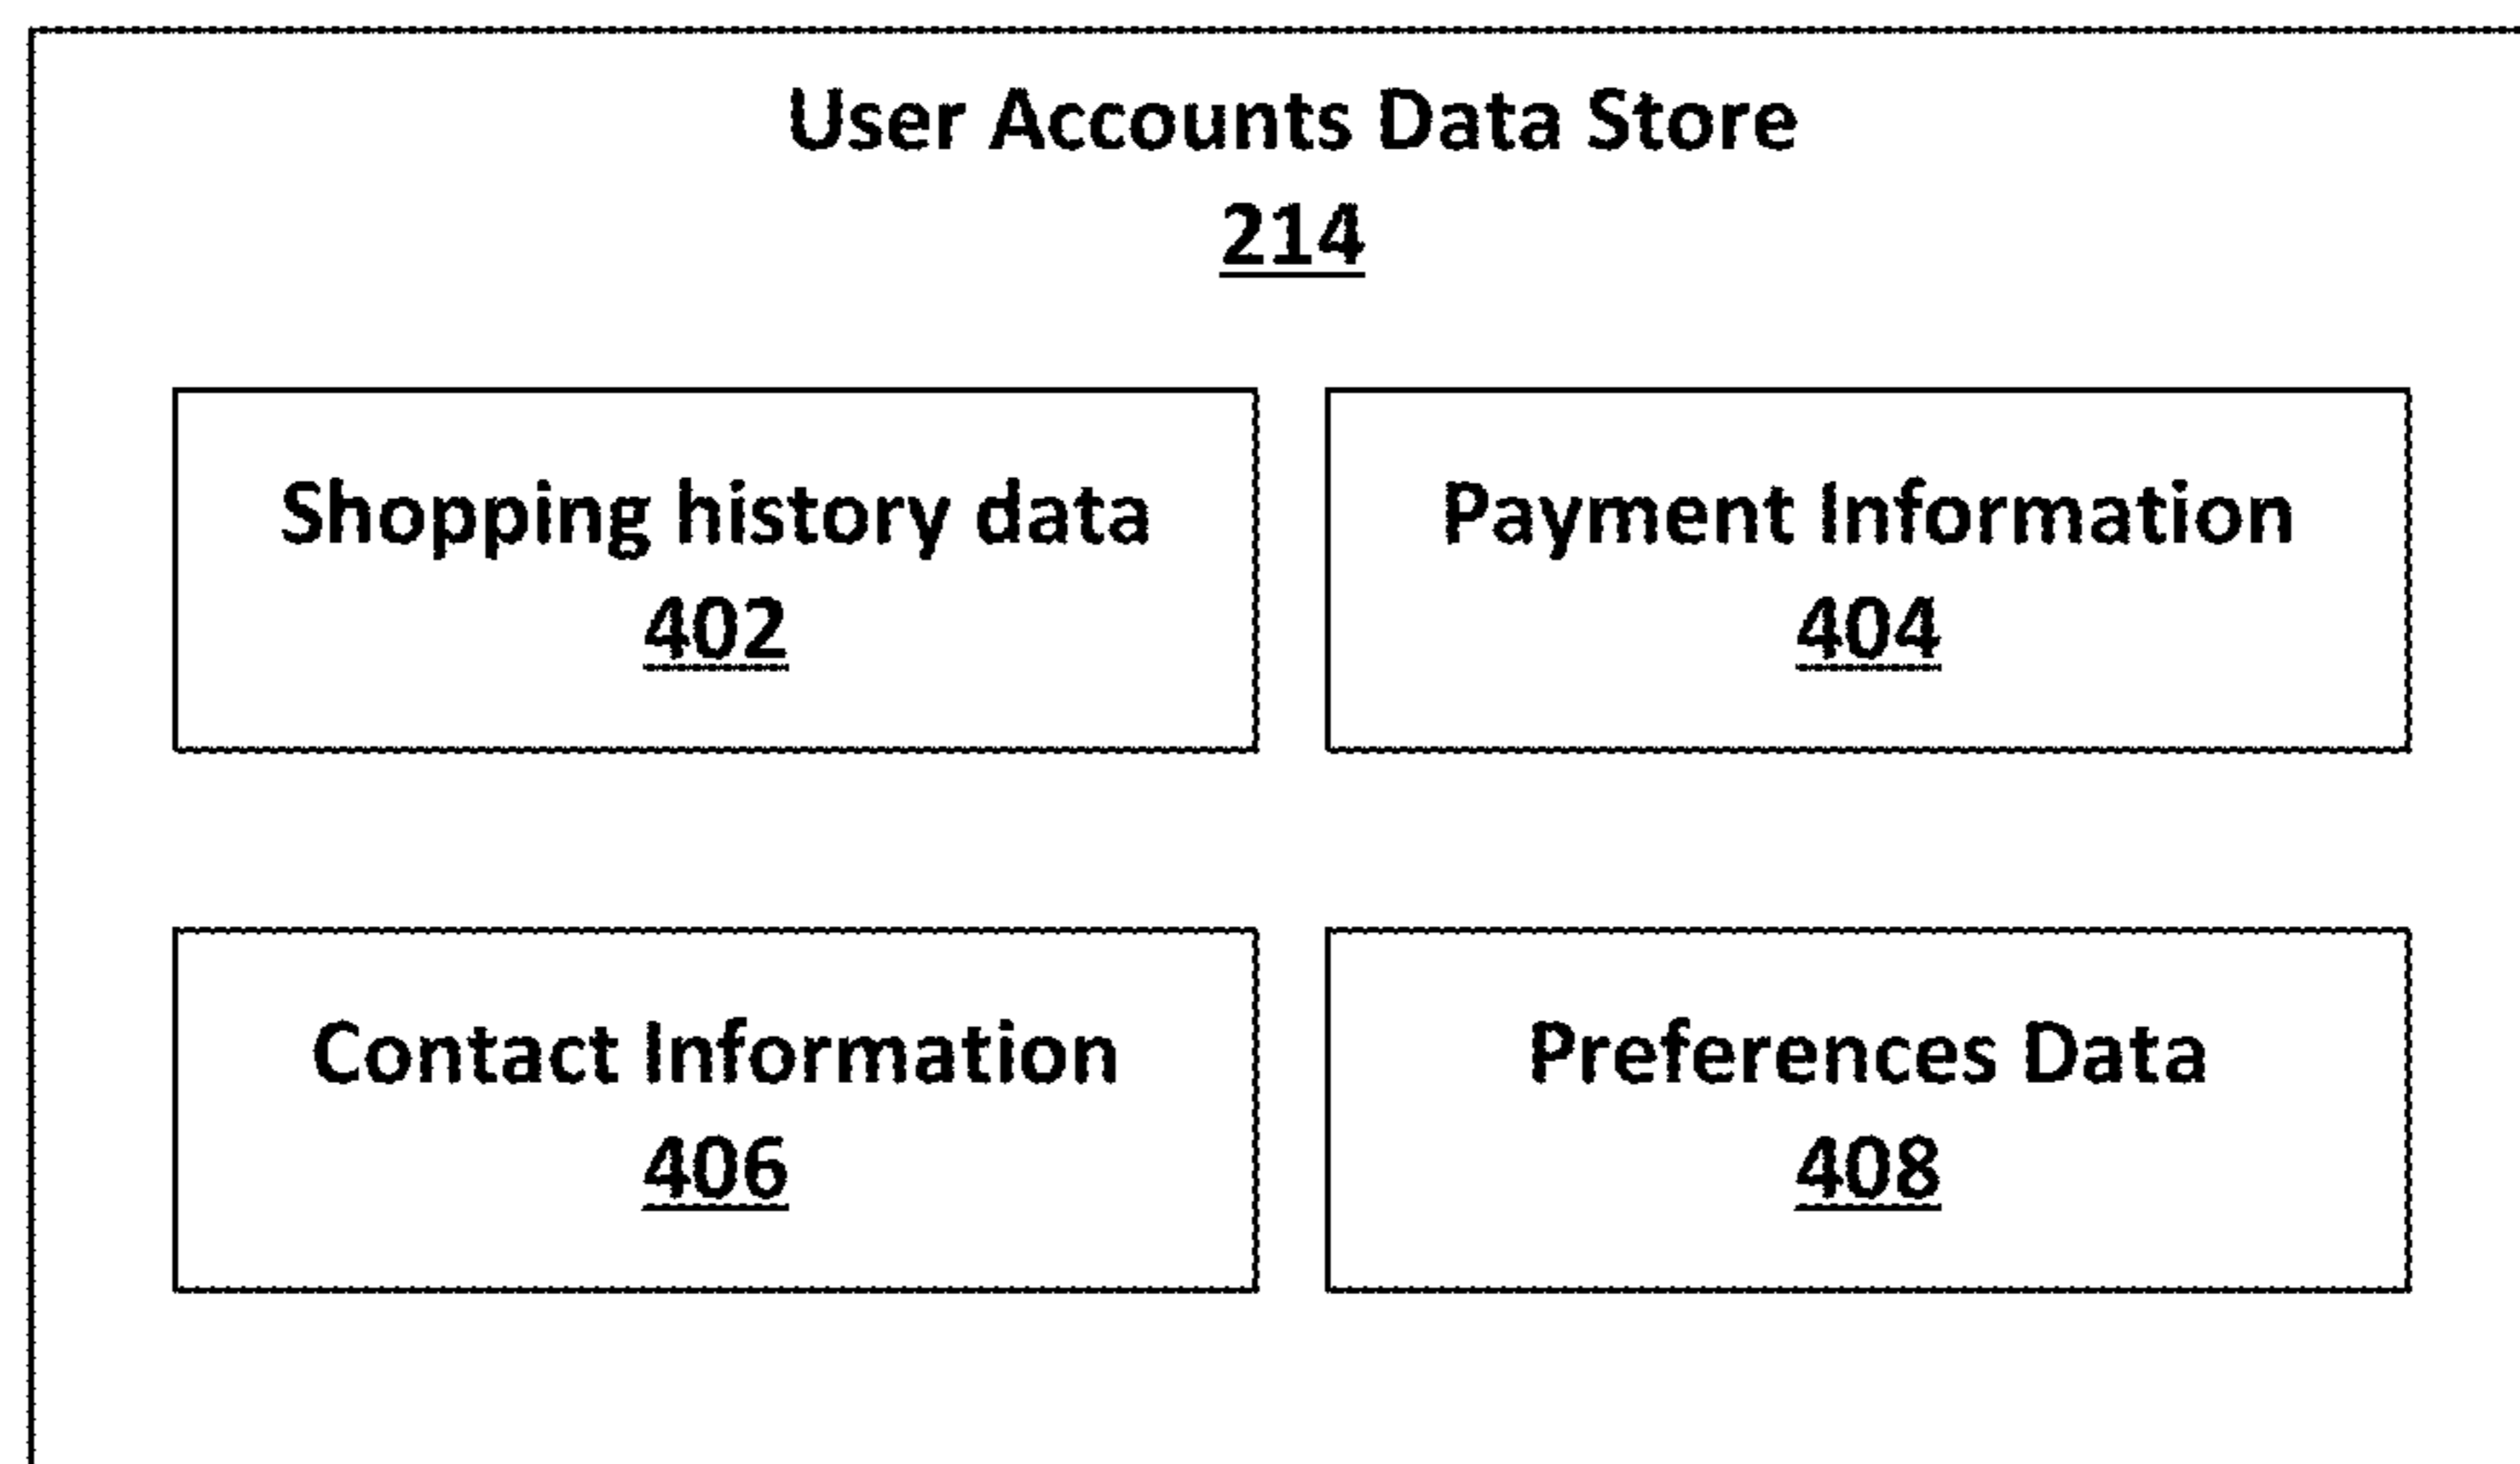 User Accounts Data Store
214
Shopping history data
402
Payment Information
404
Contact Information
406
Preferences Data
408